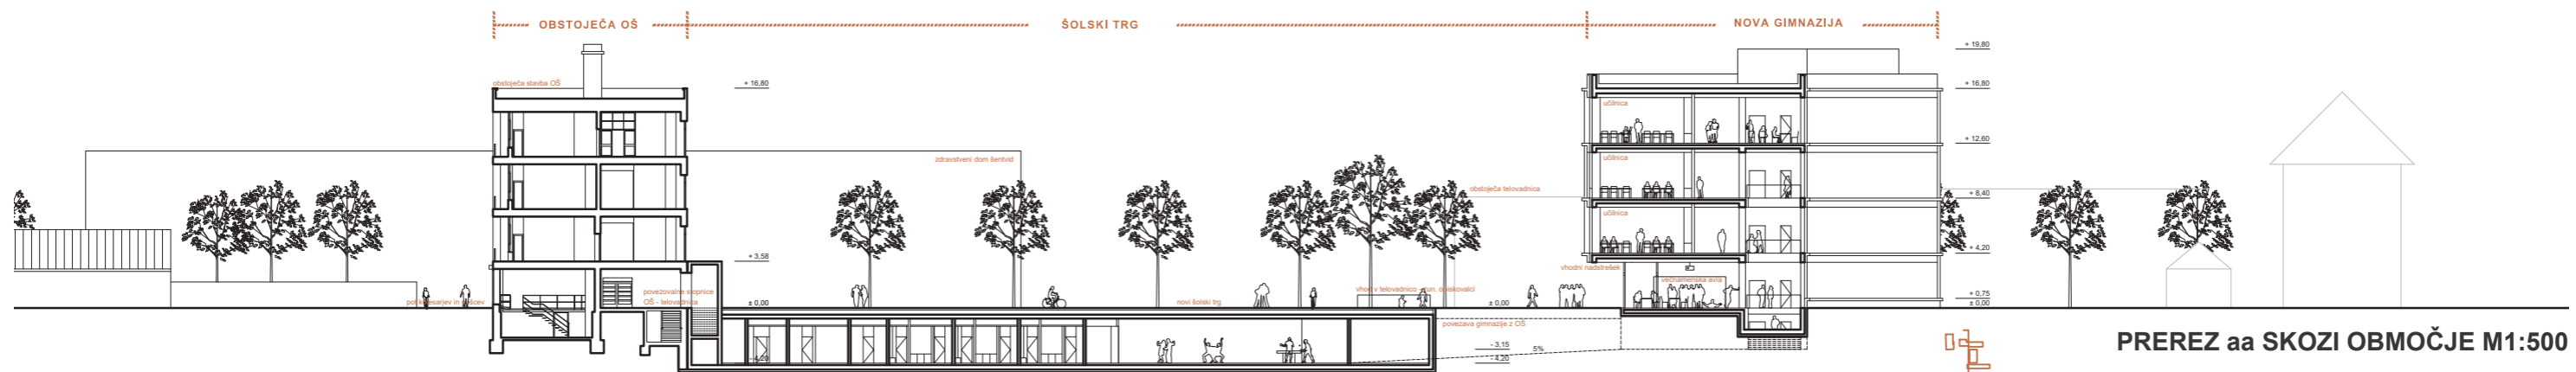 OBSTOJEČA OŠ
ŠOLSKI TRG
NOVA GIMNAZIJA
obstoječa stavba OŠ
+ 16,80
+ 3,58
± 0,00
zdravstveni dom šentvid
obstoječa telovadnica
povezovalne stopnice
OŠ - telovadnica
- 4,20
novi šolski trg
± 0,00
povezava gimnazije z OŠ
- 3,15
- 4,20
5%
učilnica
učilnica
učilnica
vhodni nadstrešek
večnamenska avla
+ 19,80
+ 16,80
+ 12,60
+ 8,40
+ 4,20
+ 0,75
± 0,00
PREREZ aa SKOZI OBMOČJE M1:500